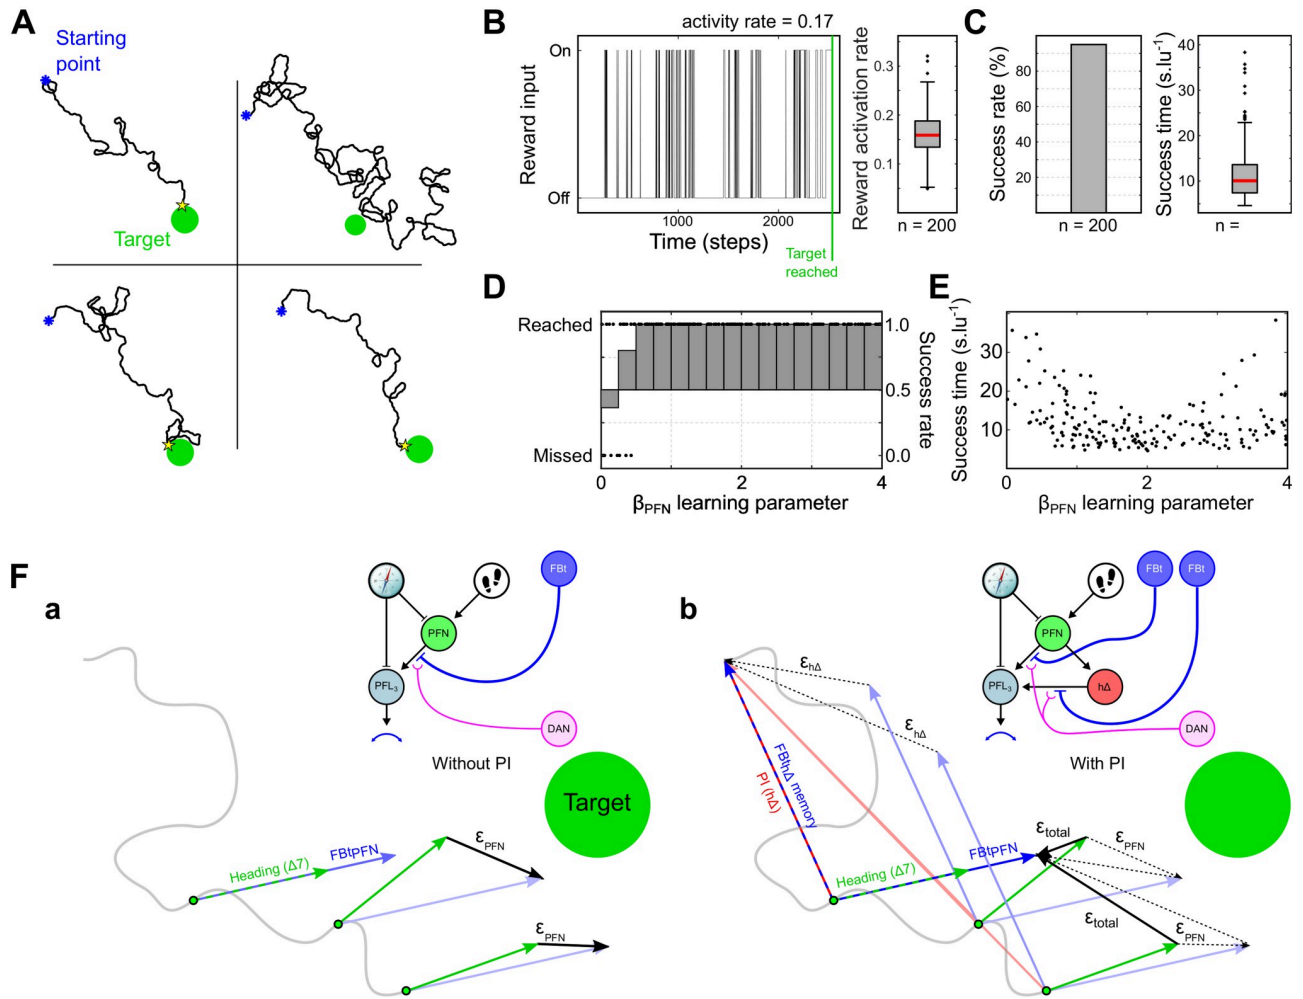 A
Starting
point
Target
B
activity rate = 0.17
Reward input
On
Off
1000
2000
Time (steps)
Target
reached
Reward activation rate
0.3
0.2
0.1
n = 200
C
Success rate (%)
80
60
40
20
n = 200
Success time (s.lu⁻¹)
40
30
20
10
n =
D
Reached
Missed
1.0
0.5
0.0
Success rate
0
2
4
βPFN learning parameter
E
Success time (s.lu⁻¹)
30
20
10
0
2
4
βPFN learning parameter
F
a
FBt
PFN
PFL₃
DAN
Without PI
Target
Heading (Δ7)
FBtPFN
εPFN
εPFN
b
FBt
FBt
PFN
PFL₃
hΔ
DAN
With PI
εhΔ
εhΔ
FBthΔ memory
PI (hΔ)
Heading (Δ7)
FBtPFN
εtotal
εPFN
εtotal
εPFN